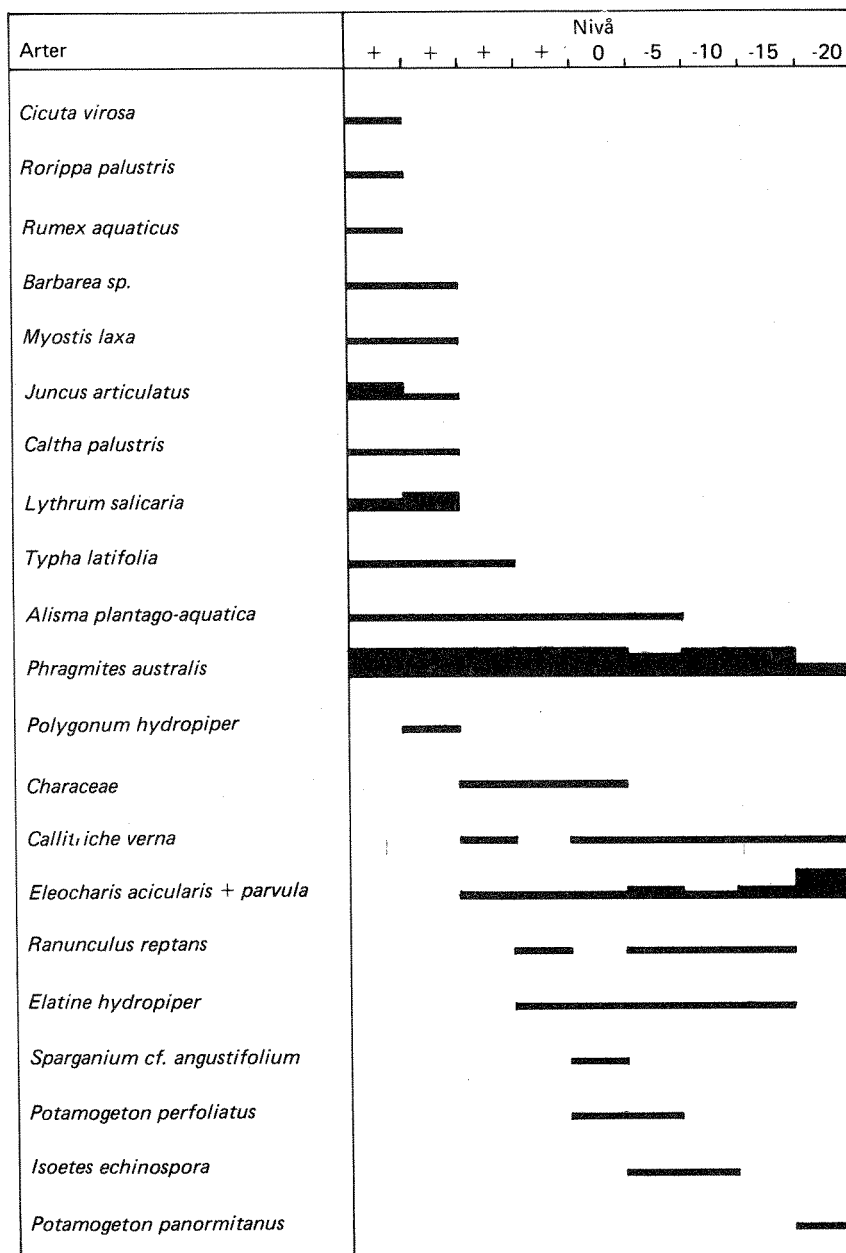 Nivå
Arter + + + + 0 -5 -10 -15 -20
Cicuta virosa
Rorippa palustris
Rumex aquaticus
Barbarea sp.
Myostis laxa
Juncus articulatus
Caltha palustris
Lythrum salicaria
Typha latifolia
Alisma plantago-aquatica
Phragmites australis
Polygonum hydropiper
Characeae
Callitriche verna
Eleocharis acicularis + parvula
Ranunculus reptans
Elatine hydropiper
Sparganium cf. angustifolium
Potamogeton perfoliatus
Isoetes echinospora
Potamogeton panormitanus